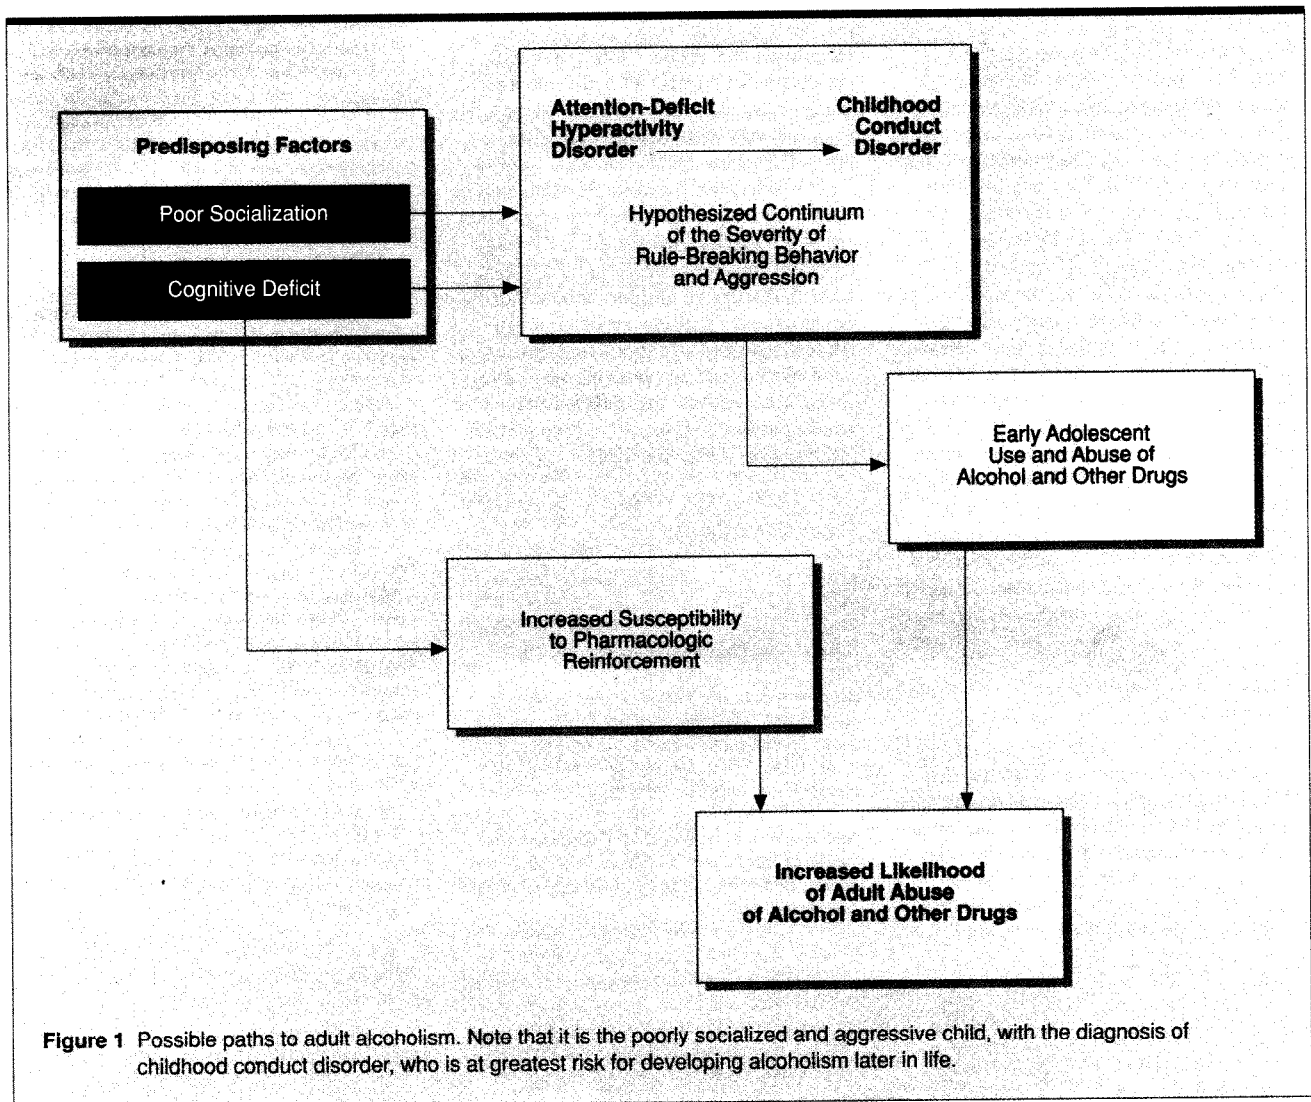 Predisposing Factors
Poor Socialization
Cognitive Deficit
Attention-Deficit
Hyperactivity
Disorder
Childhood
Conduct
Disorder
Hypothesized Continuum
of the Severity of
Rule-Breaking Behavior
and Aggression
Early Adolescent
Use and Abuse of
Alcohol and Other Drugs
Increased Susceptibility
to Pharmacologic
Reinforcement
Increased Likelihood
of Adult Abuse
of Alcohol and Other Drugs
Figure 1 Possible paths to adult alcoholism. Note that it is the poorly socialized and aggressive child, with the diagnosis of
childhood conduct disorder, who is at greatest risk for developing alcoholism later in life.